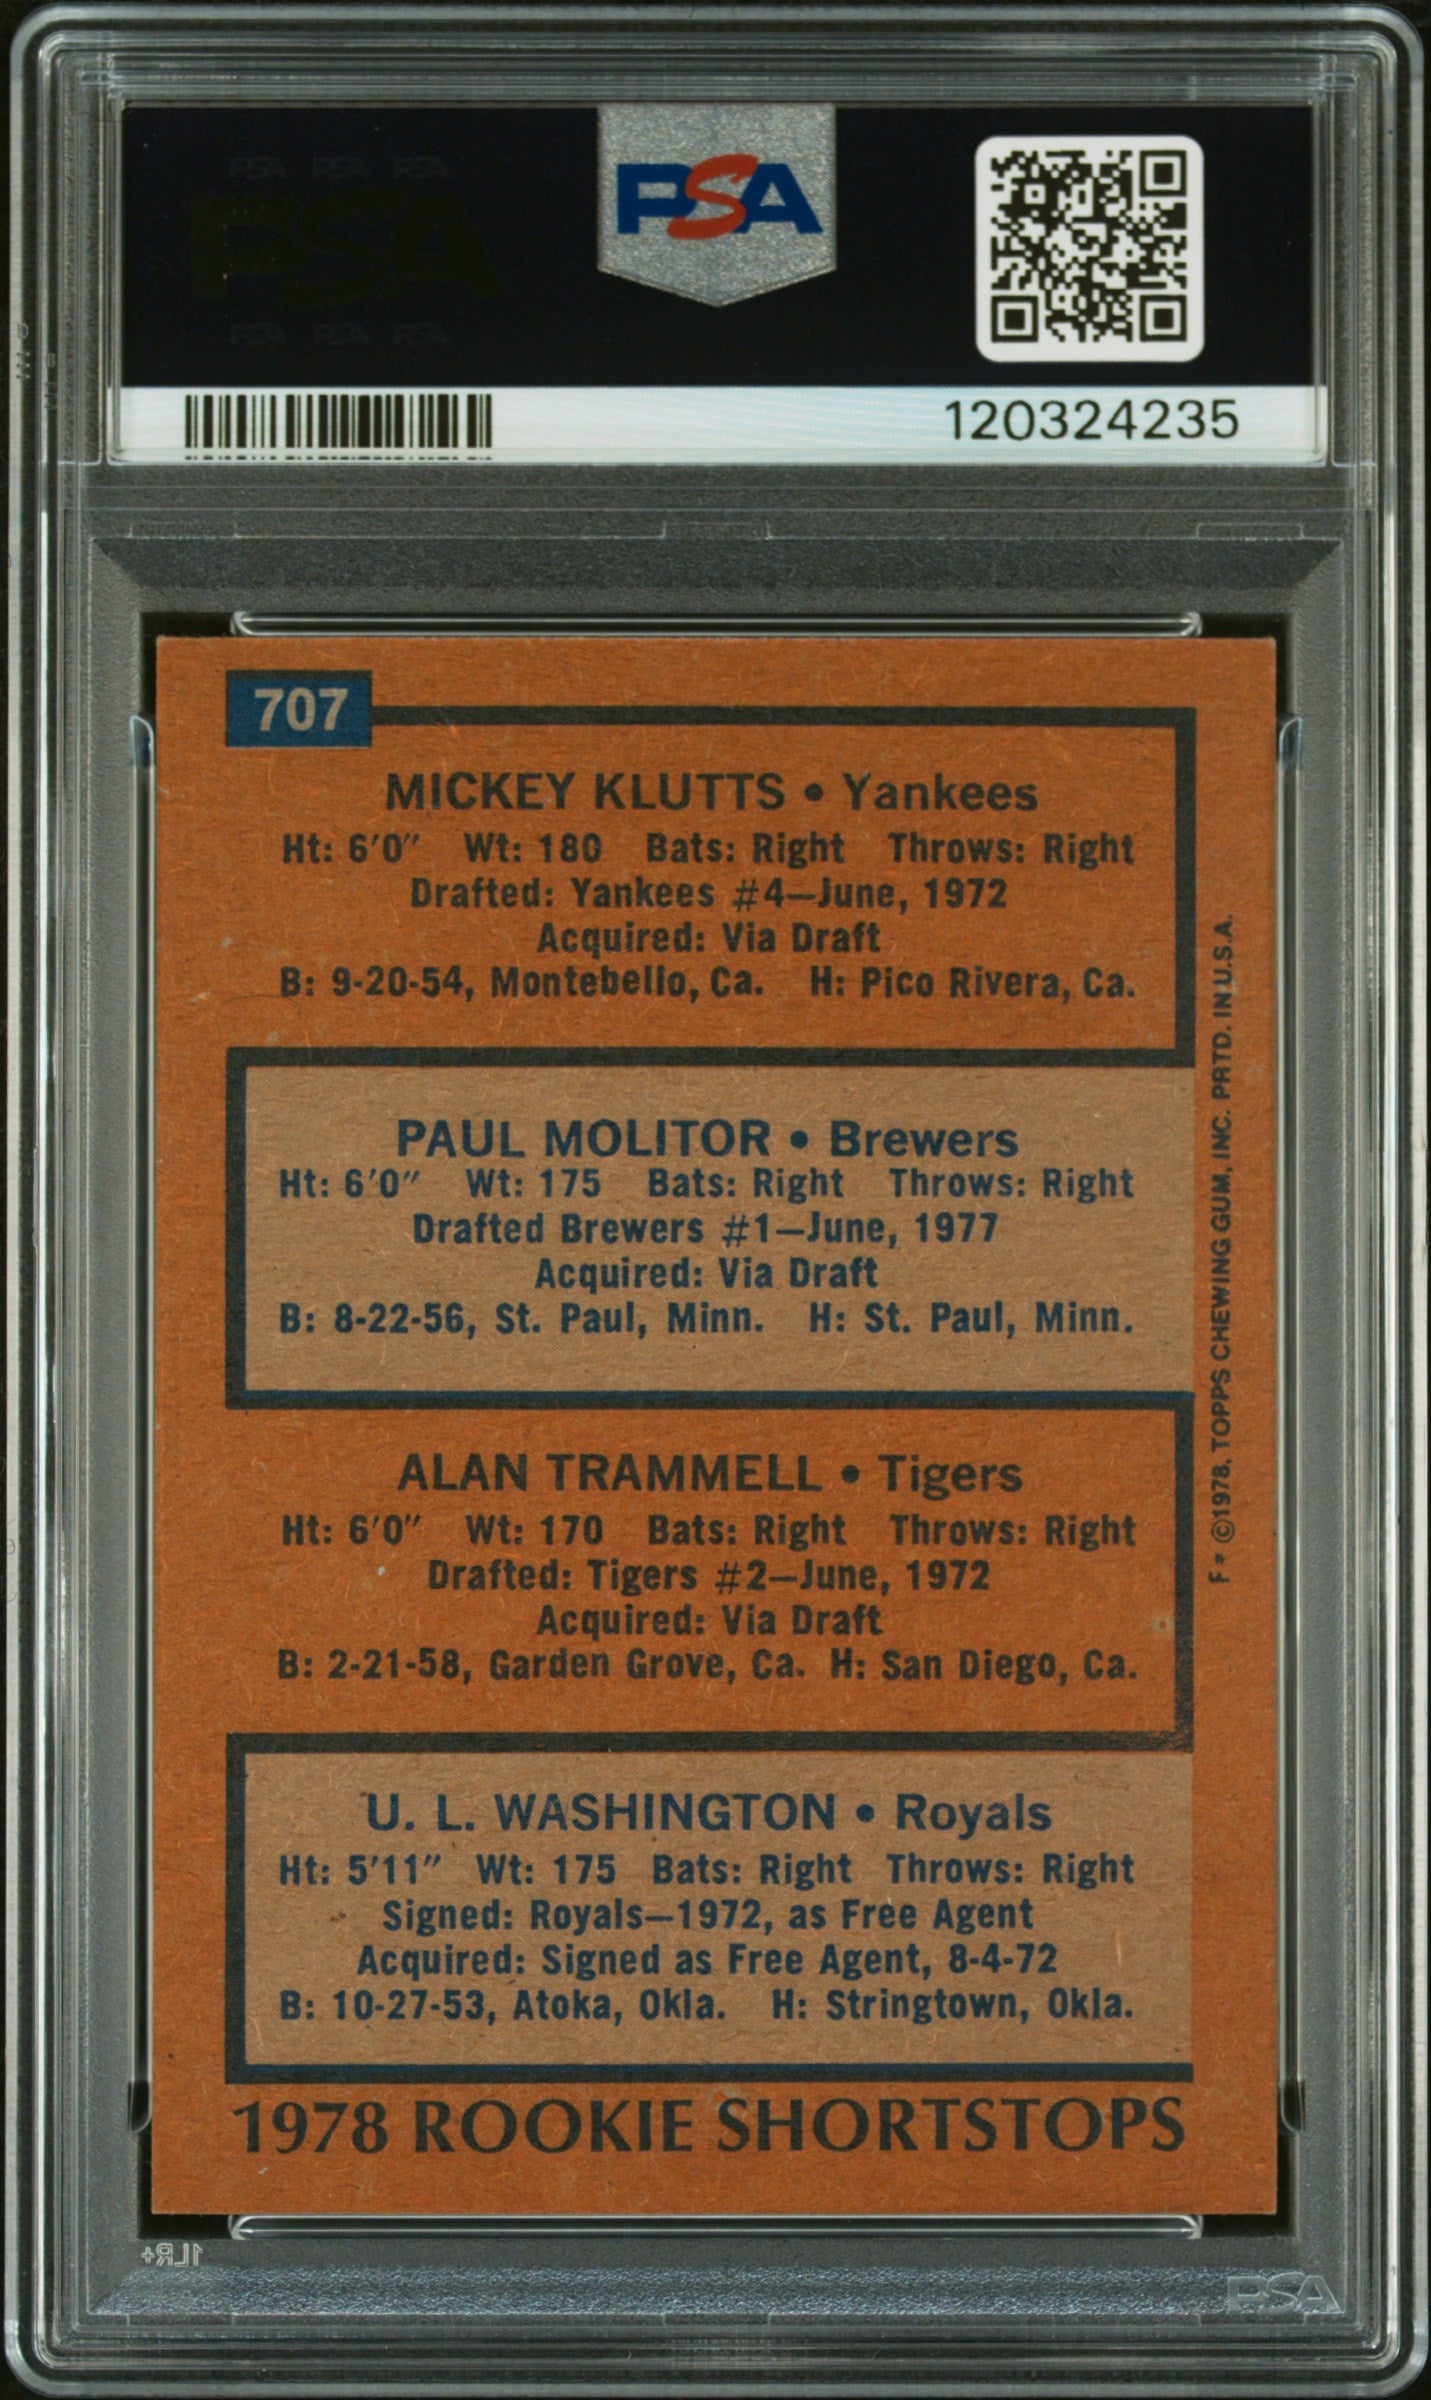 PSA
120324235
707
MICKEY KLUTTS • Yankees
Ht: 6'0" Wt: 180 Bats: Right Throws: Right
Drafted: Yankees #4—June, 1972
Acquired: Via Draft
B: 9-20-54, Montebello, Ca. H: Pico Rivera, Ca.
PAUL MOLITOR • Brewers
Ht: 6'0" Wt: 175 Bats: Right Throws: Right
Drafted Brewers #1—June, 1977
Acquired: Via Draft
B: 8-22-56, St. Paul, Minn. H: St. Paul, Minn.
ALAN TRAMMELL • Tigers
Ht: 6'0" Wt: 170 Bats: Right Throws: Right
Drafted: Tigers #2—June, 1972
Acquired: Via Draft
B: 2-21-58, Garden Grove, Ca. H: San Diego, Ca.
U. L. WASHINGTON • Royals
Ht: 5'11" Wt: 175 Bats: Right Throws: Right
Signed: Royals—1972, as Free Agent
Acquired: Signed as Free Agent, 8-4-72
B: 10-27-53, Atoka, Okla. H: Stringtown, Okla.
1978 ROOKIE SHORTSTOPS
F * ©1978, TOPPS CHEWING GUM, INC. PRTD. IN U.S.A.
1LR+
PSA